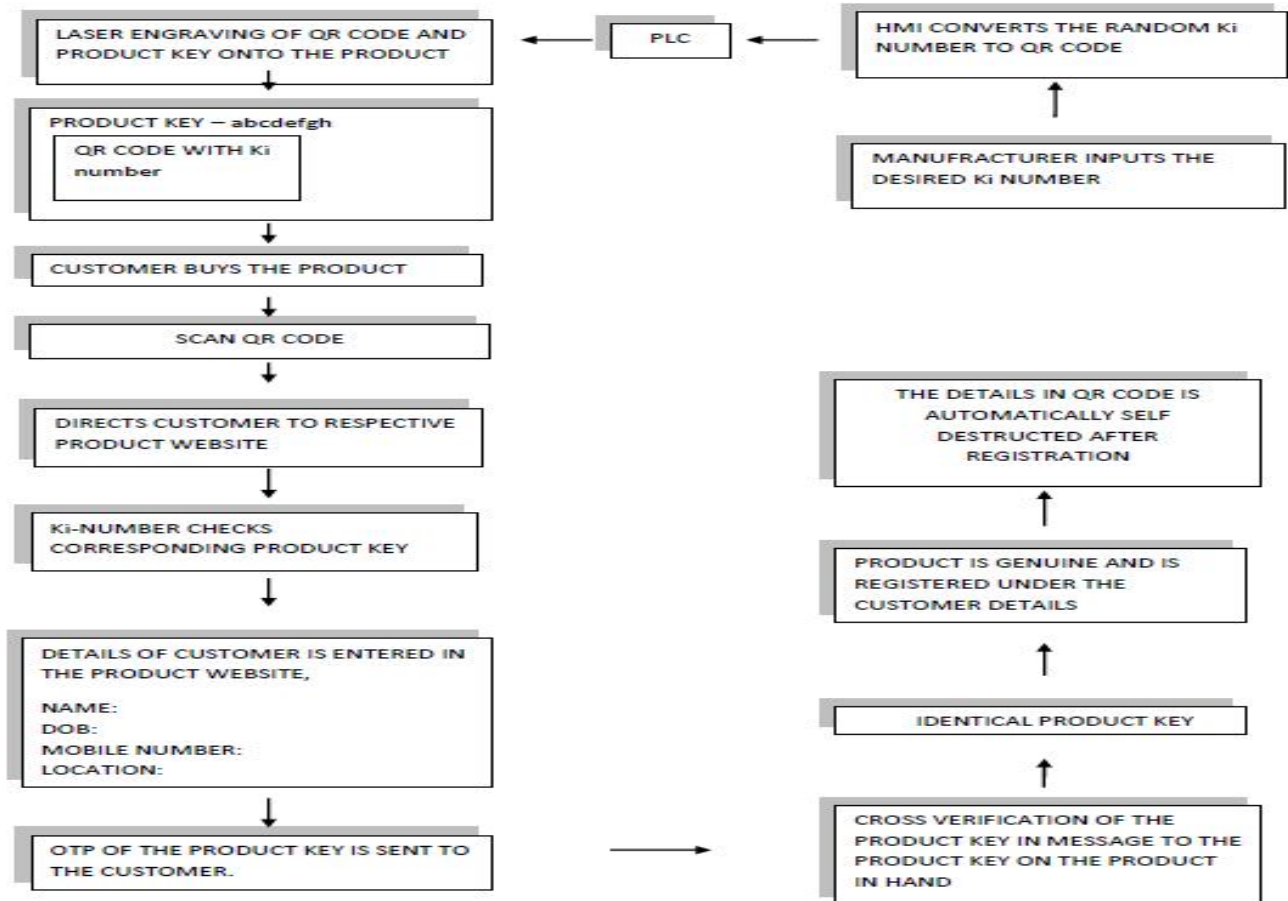 MANUFRACTURER INPUTS THE
DESIRED Ki NUMBER
HMI CONVERTS THE RANDOM Ki
NUMBER TO QR CODE
PLC
LASER ENGRAVING OF QR CODE AND
PRODUCT KEY ONTO THE PRODUCT
PRODUCT KEY – abcdefgh
QR CODE WITH Ki
number
CUSTOMER BUYS THE PRODUCT
SCAN QR CODE
DIRECTS CUSTOMER TO RESPECTIVE
PRODUCT WEBSITE
Ki-NUMBER CHECKS
CORRESPONDING PRODUCT KEY
DETAILS OF CUSTOMER IS ENTERED IN
THE PRODUCT WEBSITE,
NAME:
DOB:
MOBILE NUMBER:
LOCATION:
OTP OF THE PRODUCT KEY IS SENT TO
THE CUSTOMER.
CROSS VERIFICATION OF THE
PRODUCT KEY IN MESSAGE TO THE
PRODUCT KEY ON THE PRODUCT
IN HAND
IDENTICAL PRODUCT KEY
PRODUCT IS GENUINE AND IS
REGISTERED UNDER THE
CUSTOMER DETAILS
THE DETAILS IN QR CODE IS
AUTOMATICALLY SELF
DESTRUCTED AFTER
REGISTRATION